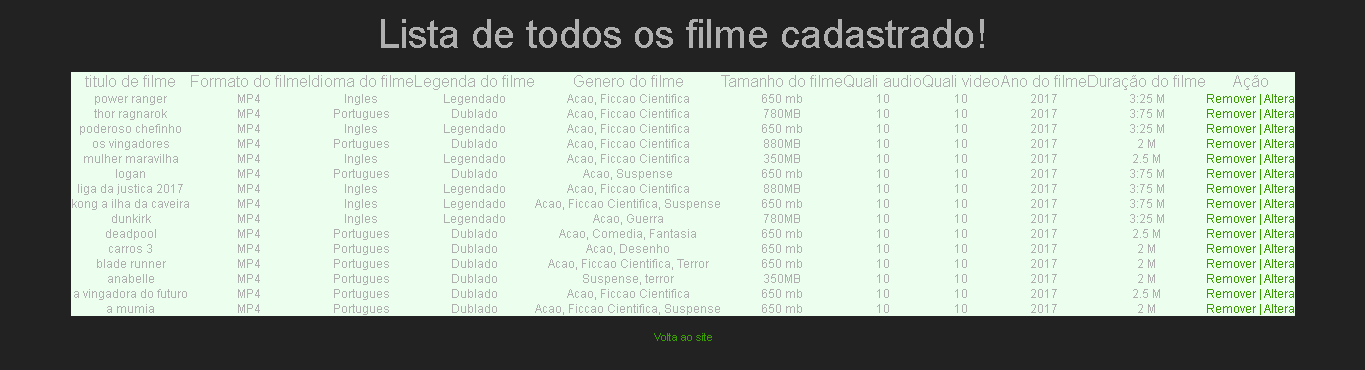 Lista de todos os filme cadastrado!
titulo de filme Formato do filme Idioma do filme Legenda do filme Genero do filme Tamanho do filme Quali audio Quali video Ano do filme Duração do filme Ação
power ranger MP4 Ingles Legendado Acao, Ficcao Cientifica 650 mb 10 10 2017 3:25 M Remover | Altera
thor ragnarok MP4 Portugues Dublado Acao, Ficcao Cientifica 780MB 10 10 2017 3:75 M Remover | Altera
poderoso chefinho MP4 Ingles Legendado Acao, Ficcao Cientifica 650 mb 10 10 2017 3:25 M Remover | Altera
os vingadores MP4 Portugues Dublado Acao, Ficcao Cientifica 880MB 10 10 2017 2 M Remover | Altera
mulher maravilha MP4 Ingles Legendado Acao, Ficcao Cientifica 350MB 10 10 2017 2.5 M Remover | Altera
logan MP4 Portugues Dublado Acao, Suspense 650 mb 10 10 2017 3:75 M Remover | Altera
liga da justica 2017 MP4 Ingles Legendado Acao, Ficcao Cientifica 880MB 10 10 2017 3:75 M Remover | Altera
kong a ilha da caveira MP4 Ingles Legendado Acao, Ficcao Cientifica, Suspense 650 mb 10 10 2017 3:75 M Remover | Altera
dunkirk MP4 Ingles Legendado Acao, Guerra 780MB 10 10 2017 3:25 M Remover | Altera
deadpool MP4 Portugues Dublado Acao, Comedia, Fantasia 650 mb 10 10 2017 2.5 M Remover | Altera
carros 3 MP4 Portugues Dublado Acao, Desenho 650 mb 10 10 2017 2 M Remover | Altera
blade runner MP4 Portugues Dublado Acao, Ficcao Cientifica, Terror 650 mb 10 10 2017 2 M Remover | Altera
anabelle MP4 Portugues Dublado Suspense, terror 350MB 10 10 2017 2 M Remover | Altera
a vingadora do futuro MP4 Portugues Dublado Acao, Ficcao Cientifica 650 mb 10 10 2017 2.5 M Remover | Altera
a mumia MP4 Portugues Dublado Acao, Ficcao Cientifica, Suspense 650 mb 10 10 2017 2 M Remover | Altera
Volta ao site